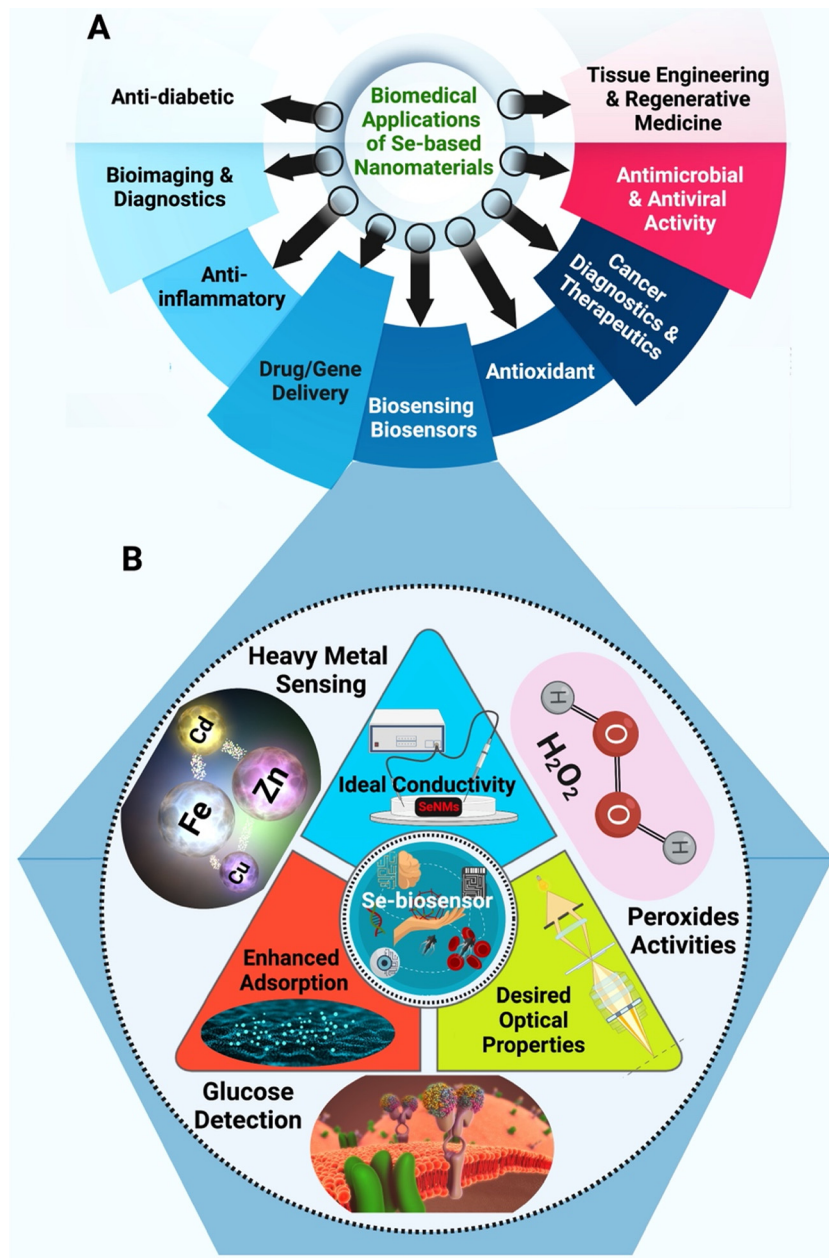 A
Biomedical
Applications
of Se-based
Nanomaterials
Anti-diabetic
Bioimaging &
Diagnostics
Anti-
inflammatory
Drug/Gene
Delivery
Biosensing
Biosensors
Antioxidant
Cancer
Diagnostics &
Therapeutics
Antimicrobial
& Antiviral
Activity
Tissue Engineering
& Regenerative
Medicine
B
Heavy Metal
Sensing
Cd
Zn
Fe
Cu
Ideal Conductivity
SeNMs
H
O
O
H
H₂O₂
Peroxides
Activities
Se-biosensor
Enhanced
Adsorption
Desired
Optical
Properties
Glucose
Detection